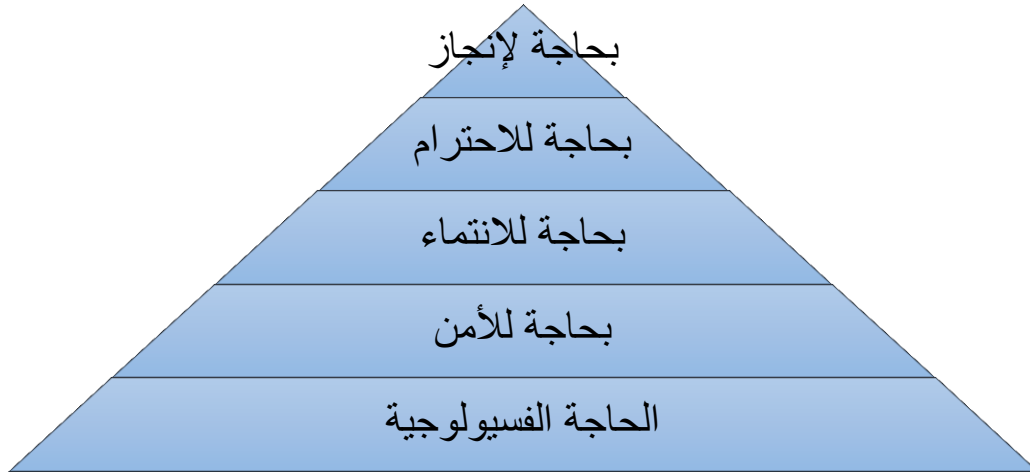 بحاجة لإنجاز
بحاجة للاحترام
بحاجة للانتماء
بحاجة للأمن
الحاجة الفسيولوجية